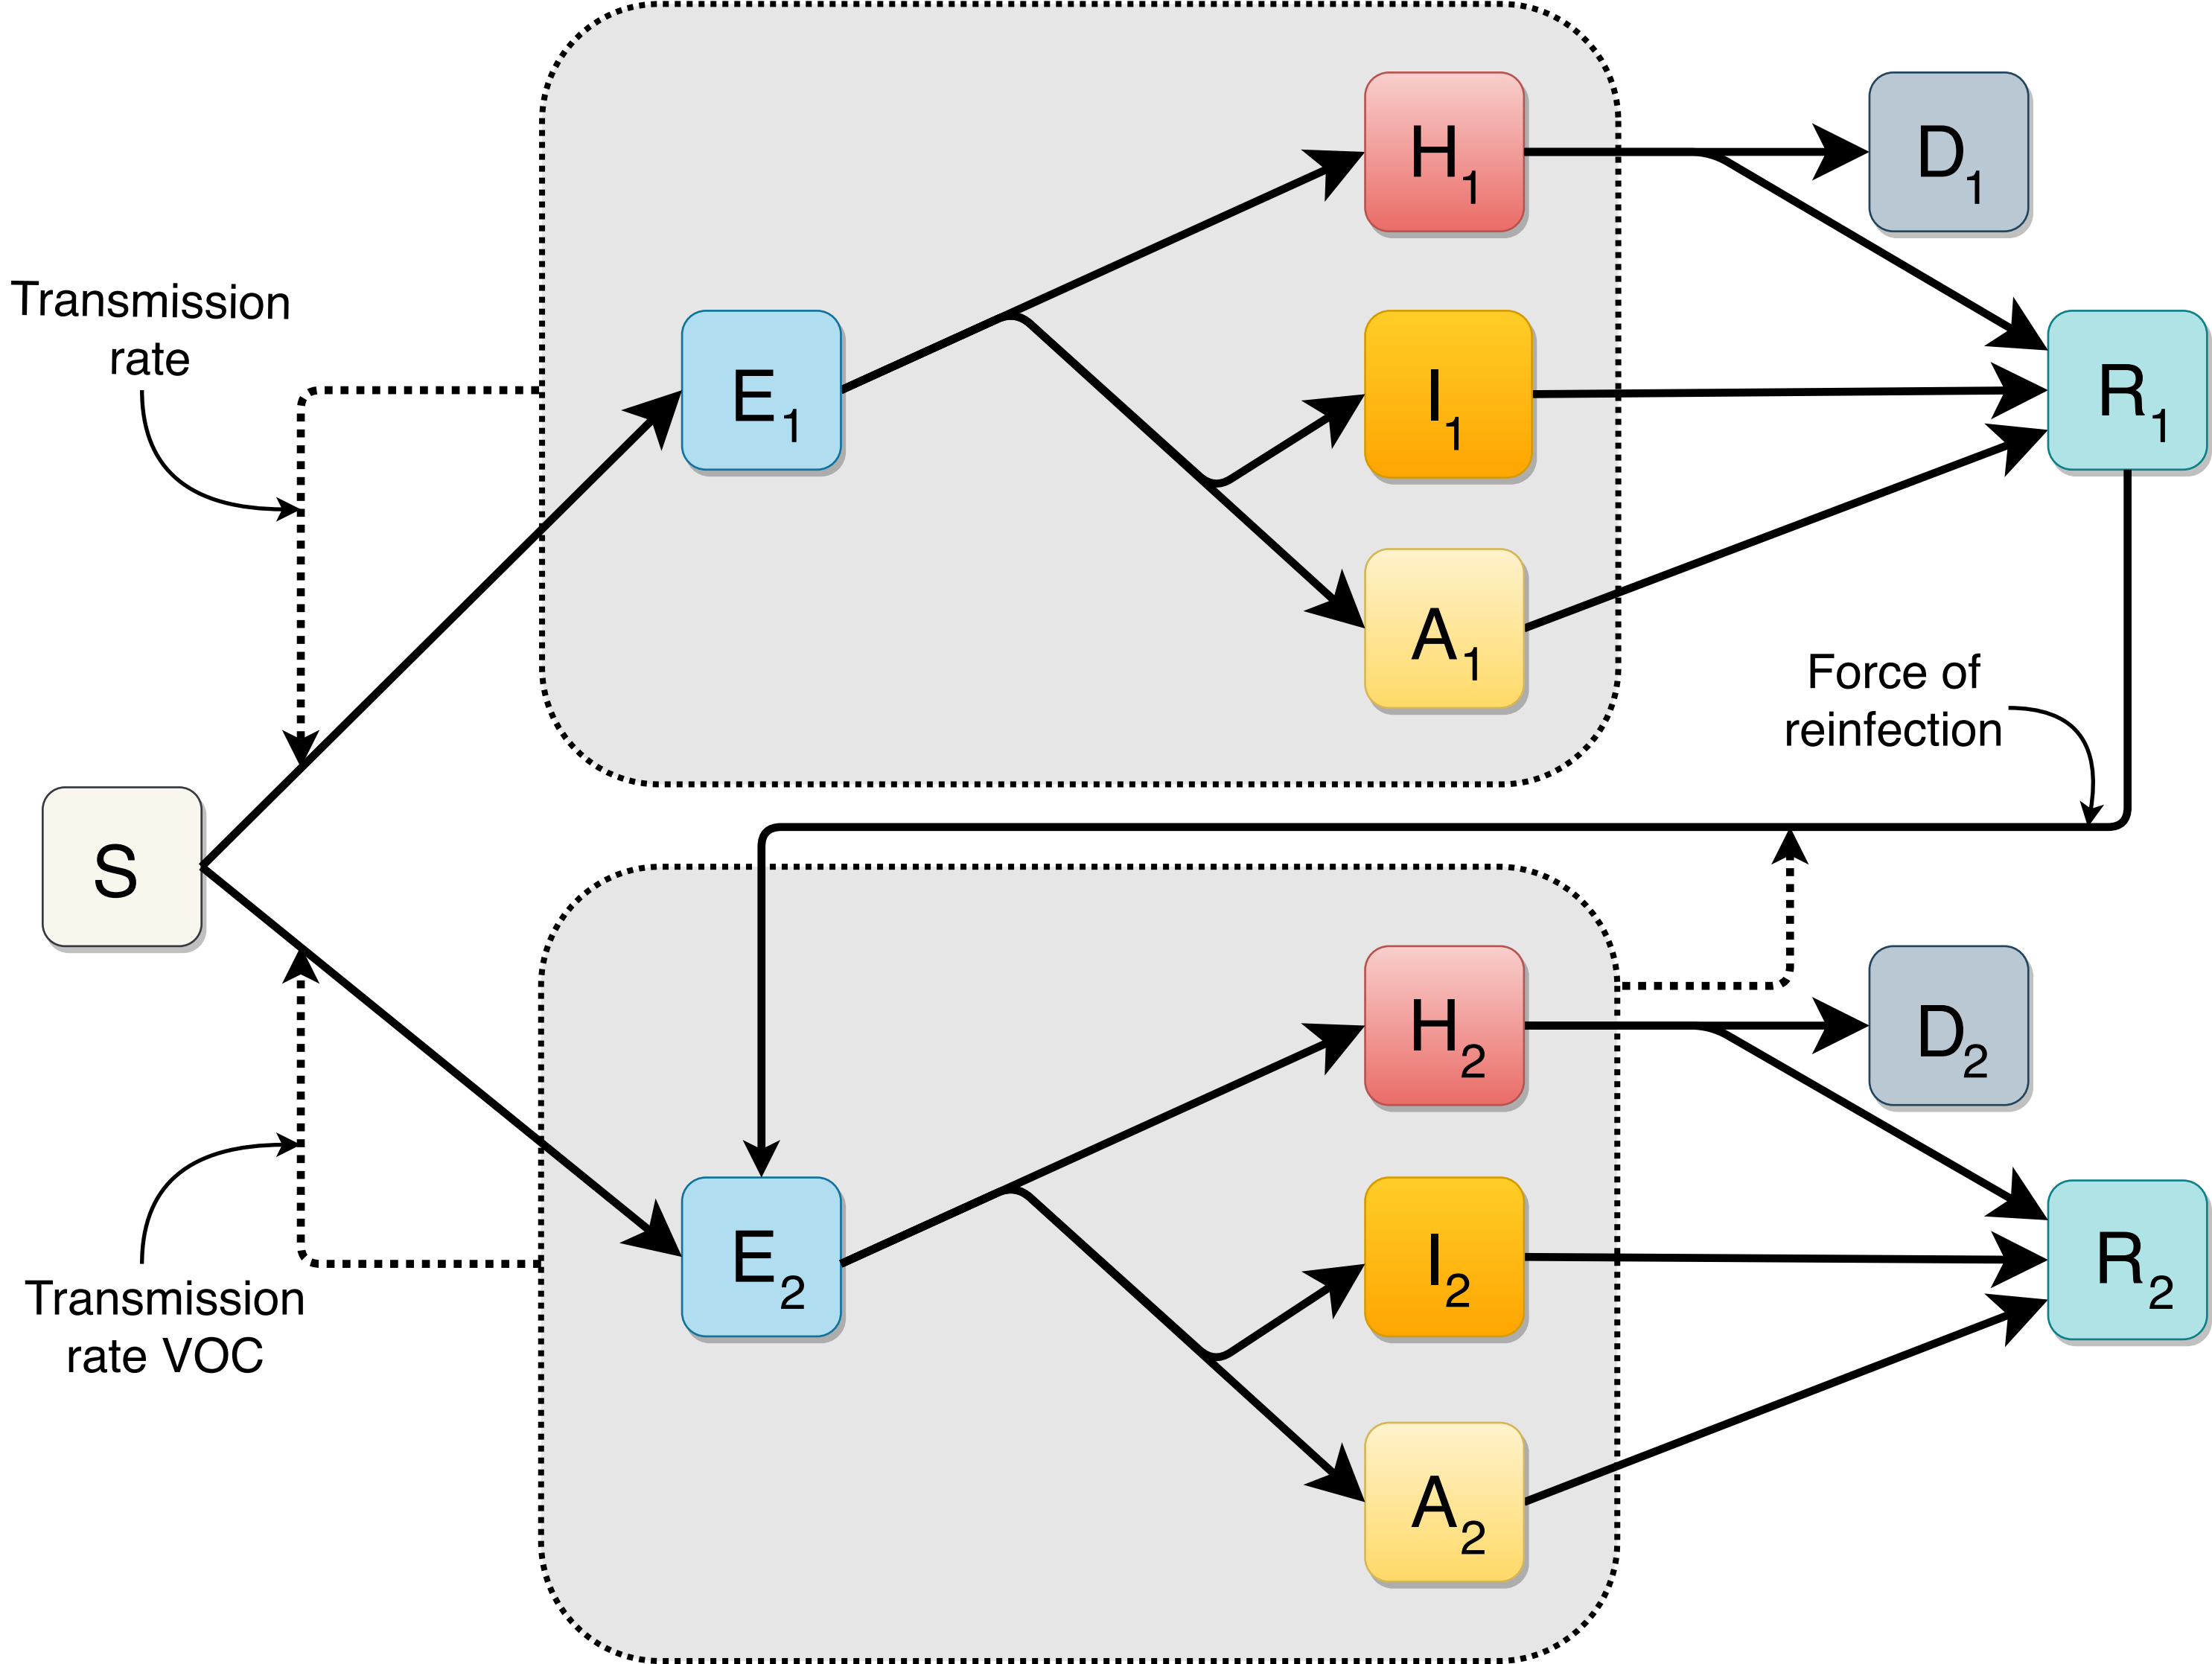 H1
D1
Transmission
rate
E1
I1
R1
A1
Force of
reinfection
S
H2
D2
E2
I2
R2
Transmission
rate VOC
A2